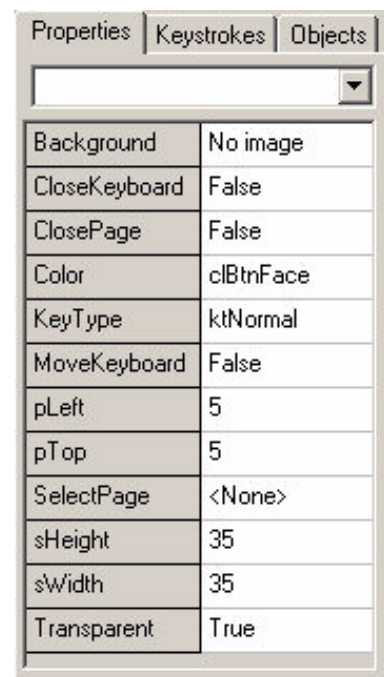 Properties Keystrokes Objects
Background No image
CloseKeyboard False
ClosePage False
Color clBtnFace
KeyType ktNormal
MoveKeyboard False
pLeft 5
pTop 5
SelectPage <None>
sHeight 35
sWidth 35
Transparent True